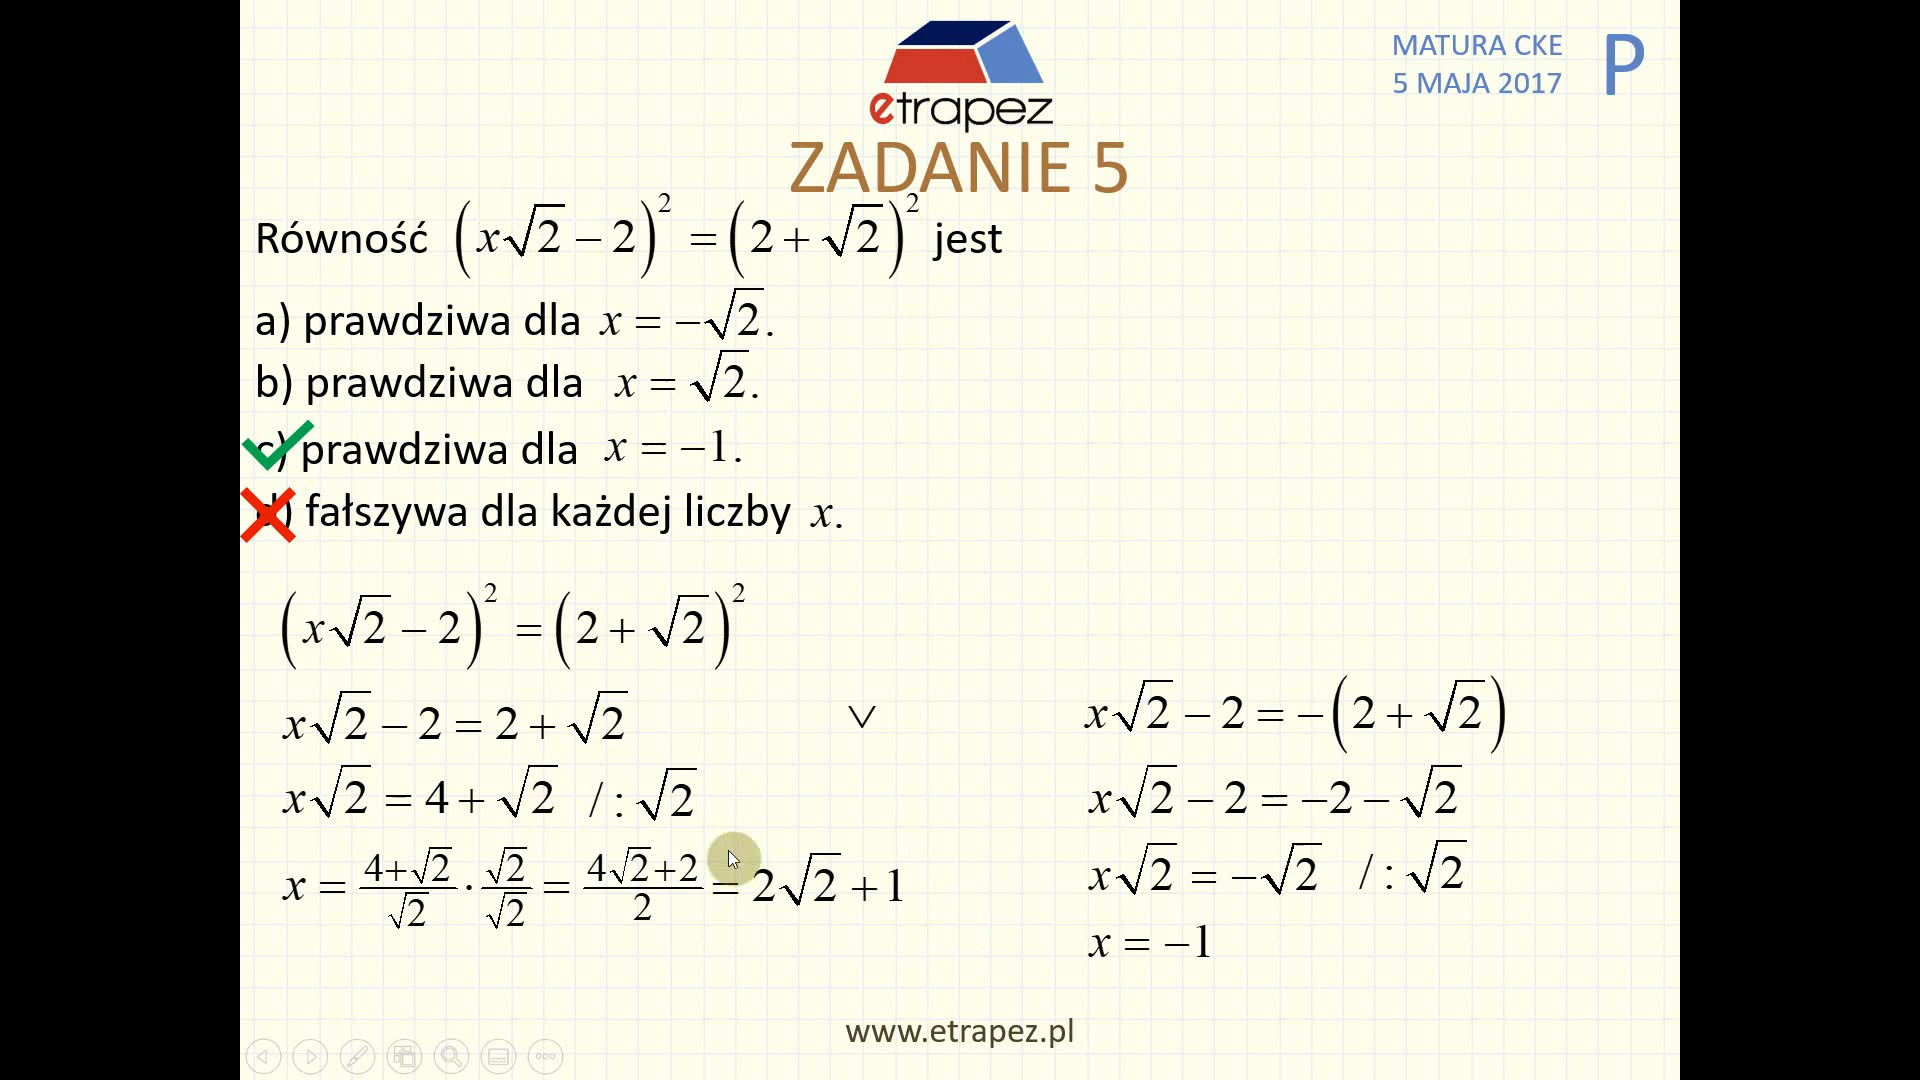 etrapez
MATURA CKE
5 MAJA 2017
P
ZADANIE 5
Równość (x√2 − 2)² = (2 + √2)² jest
a) prawdziwa dla x = −√2.
b) prawdziwa dla x = √2.
c) prawdziwa dla x = −1.
d) fałszywa dla każdej liczby x.
(x√2 − 2)² = (2 + √2)²
x√2 − 2 = 2 + √2 ∨ x√2 − 2 = −(2 + √2)
x√2 = 4 + √2 / : √2
x√2 − 2 = −2 − √2
x = (4+√2)/√2 · √2/√2 = (4√2+2)/2 = 2√2 + 1
x√2 = −√2 / : √2
x = −1
www.etrapez.pl